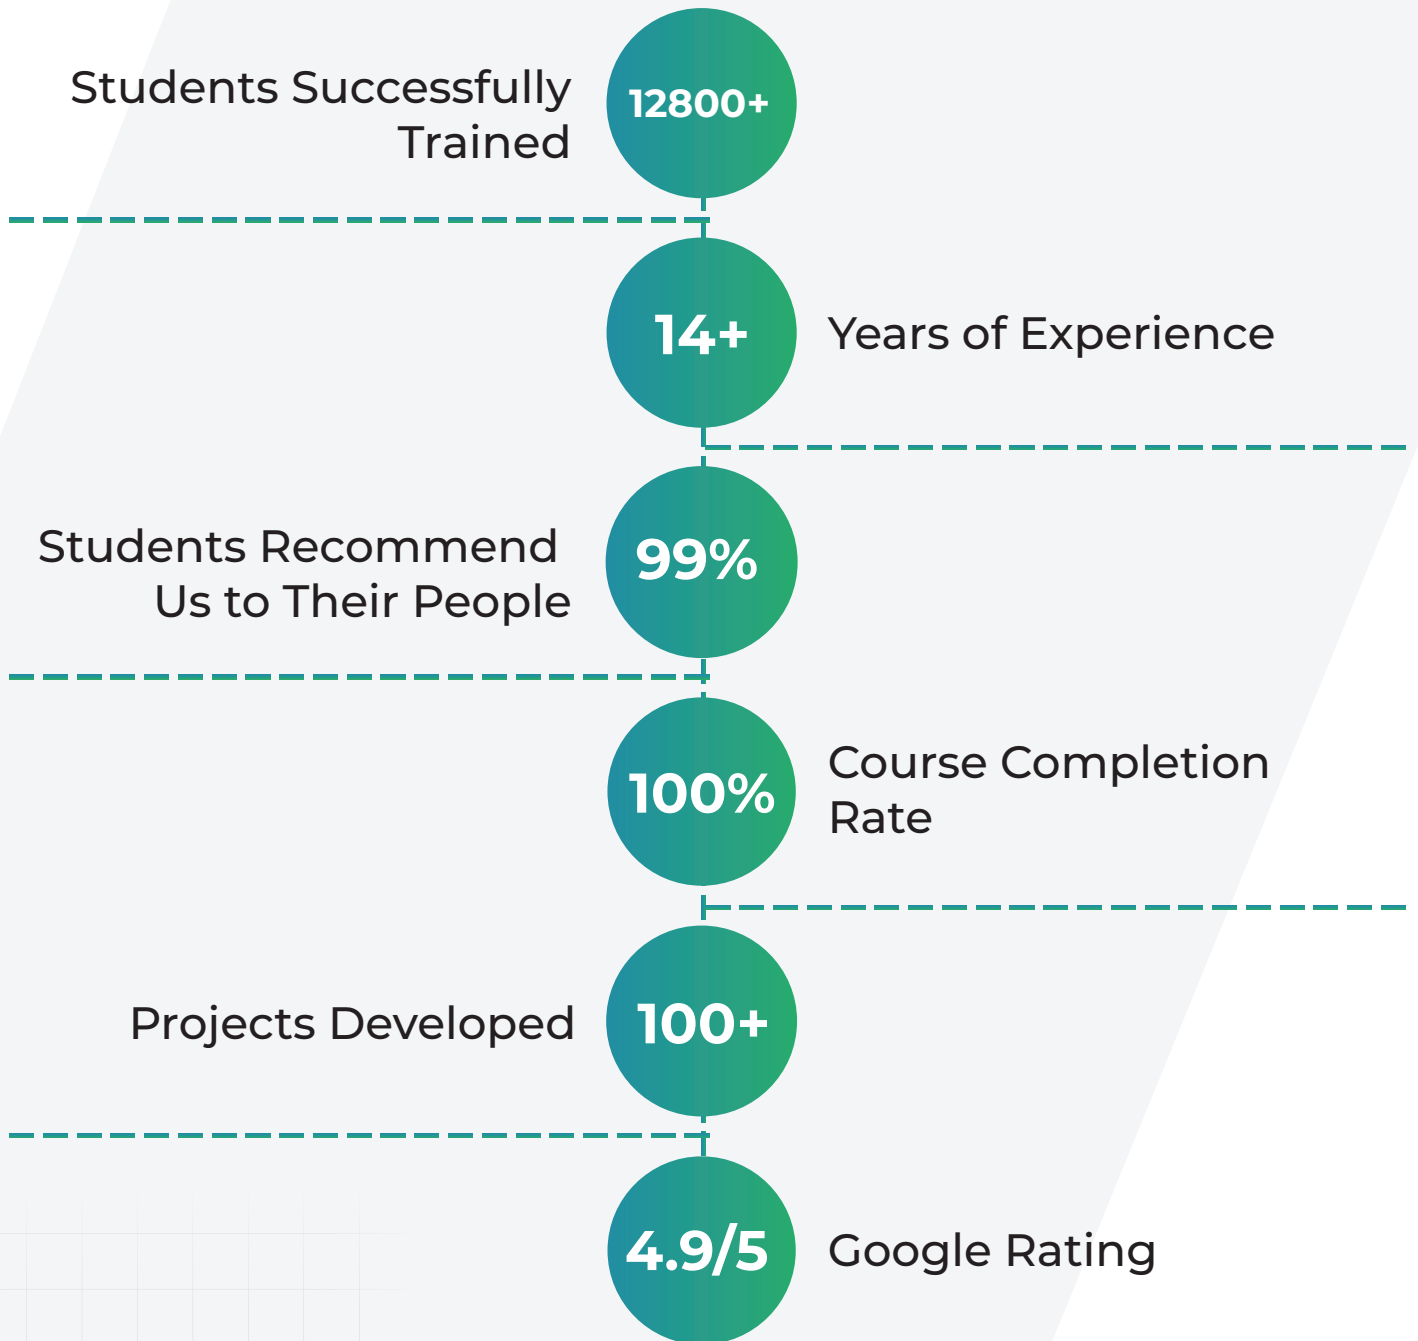 Students Successfully
Trained
12800+
14+
Years of Experience
Students Recommend
Us to Their People
99%
100%
Course Completion
Rate
Projects Developed
100+
4.9/5
Google Rating